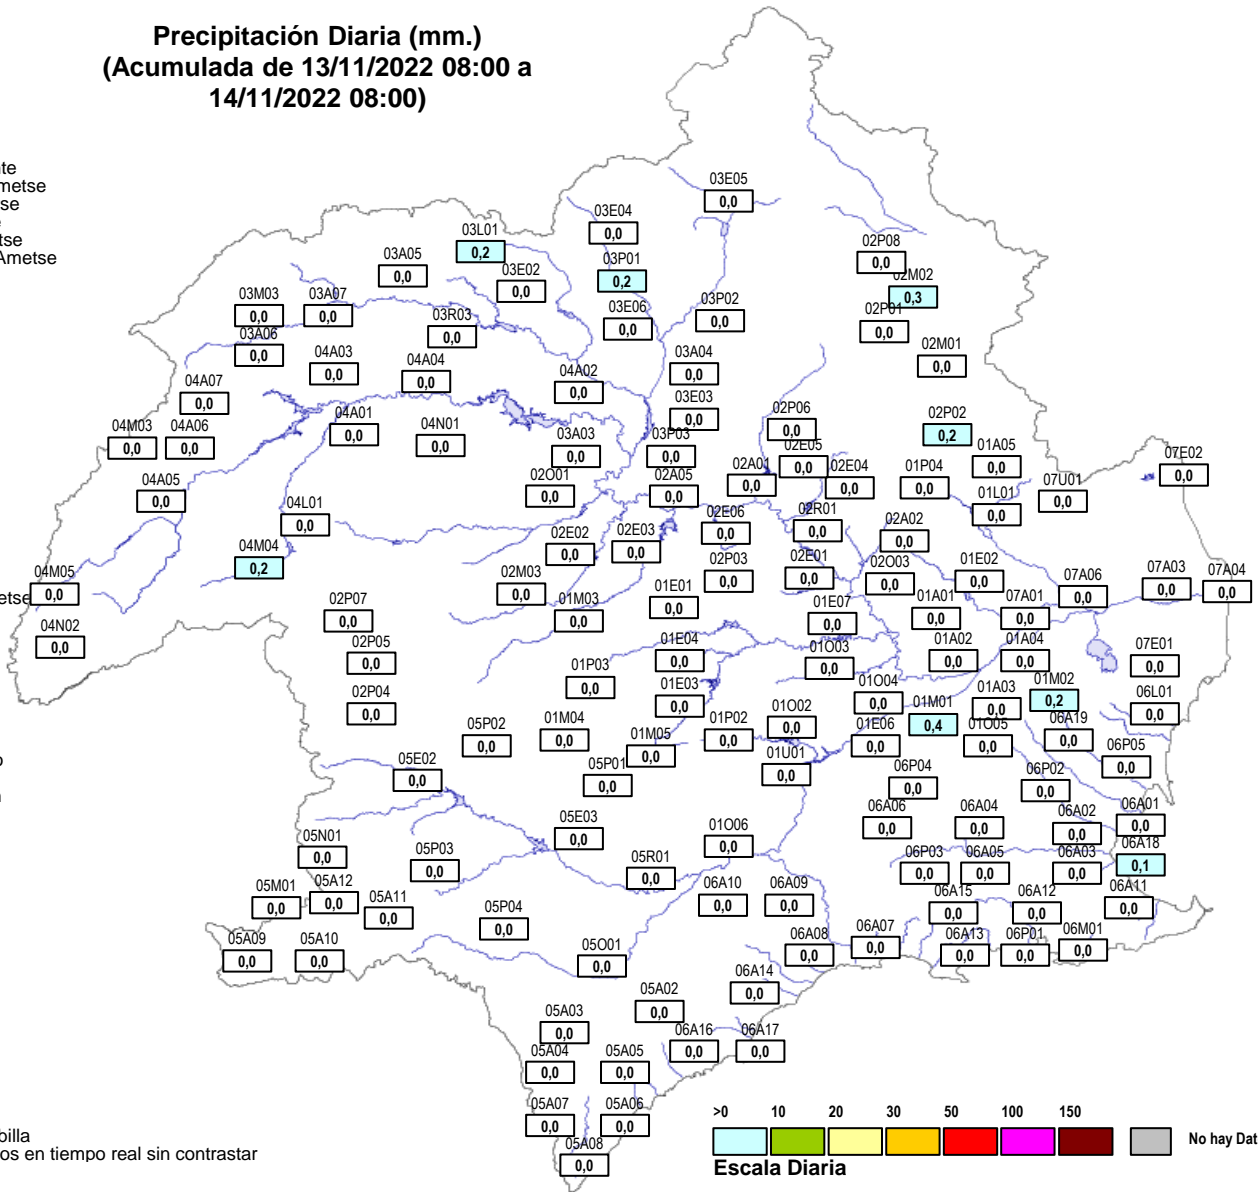 Precipitación Diaria (mm.)
(Acumulada de 13/11/2022 08:00 a
14/11/2022 08:00)
nte
Ametse
tse
e
etse
Ametse
03E05
0,0
03E04
0,0
03L01
0,2
03A05
0,0
03E02
0,0
03P01
0,2
02P08
0,0
02M02
0,3
03M03
0,0
03A07
0,0
03R03
0,0
03E06
0,0
03P02
0,0
02P01
0,0
03A06
0,0
04A03
0,0
04A04
0,0
04A02
0,0
03A04
0,0
02M01
0,0
04A07
0,0
03E03
0,0
04M03
0,0
04A06
0,0
04A01
0,0
04N01
0,0
03A03
0,0
03P03
0,0
02P06
0,0
02P02
0,2
02E05
0,0
01A05
0,0
07E02
0,0
04A05
0,0
02O01
0,0
02A05
0,0
02A01
0,0
02E04
0,0
01P04
0,0
01L01
0,0
07U01
0,0
04L01
0,0
02E06
0,0
02R01
0,0
02A02
0,0
04M04
0,2
02E02
0,0
02E03
0,0
04M05
0,0
etse
02M03
0,0
02P03
0,0
02E01
0,0
02O03
0,0
01E02
0,0
07A06
0,0
07A03
0,0
07A04
0,0
04N02
0,0
02P07
0,0
01M03
0,0
01E01
0,0
01E07
0,0
01A01
0,0
07A01
0,0
02P05
0,0
01E04
0,0
01O03
0,0
01A02
0,0
01A04
0,0
07E01
0,0
02P04
0,0
01P03
0,0
01E03
0,0
01O04
0,0
01M01
0,4
01A03
0,0
01M02
0,2
06L01
0,0
05P02
0,0
01M04
0,0
01M05
0,0
01P02
0,0
01O02
0,0
01E06
0,0
01O05
0,0
06A19
0,0
06P05
0,0
05E02
0,0
05P01
0,0
01U01
0,0
06P04
0,0
06P02
0,0
05E03
0,0
01O06
0,0
06A06
0,0
06A04
0,0
06A02
0,0
06A01
0,0
05N01
0,0
05P03
0,0
05R01
0,0
06P03
0,0
06A05
0,0
06A03
0,0
06A18
0,1
05M01
0,0
05A12
0,0
05A11
0,0
05P04
0,0
06A10
0,0
06A09
0,0
06A15
0,0
06A12
0,0
06A11
0,0
05A09
0,0
05A10
0,0
05O01
0,0
06A08
0,0
06A07
0,0
06A13
0,0
06P01
0,0
06M01
0,0
06A14
0,0
05A02
0,0
05A03
0,0
06A16
0,0
06A17
0,0
05A04
0,0
05A05
0,0
05A07
0,0
05A06
0,0
05A08
0,0
billa
os en tiempo real sin contrastar
>0 10 20 30 50 100 150
No hay Dat
Escala Diaria